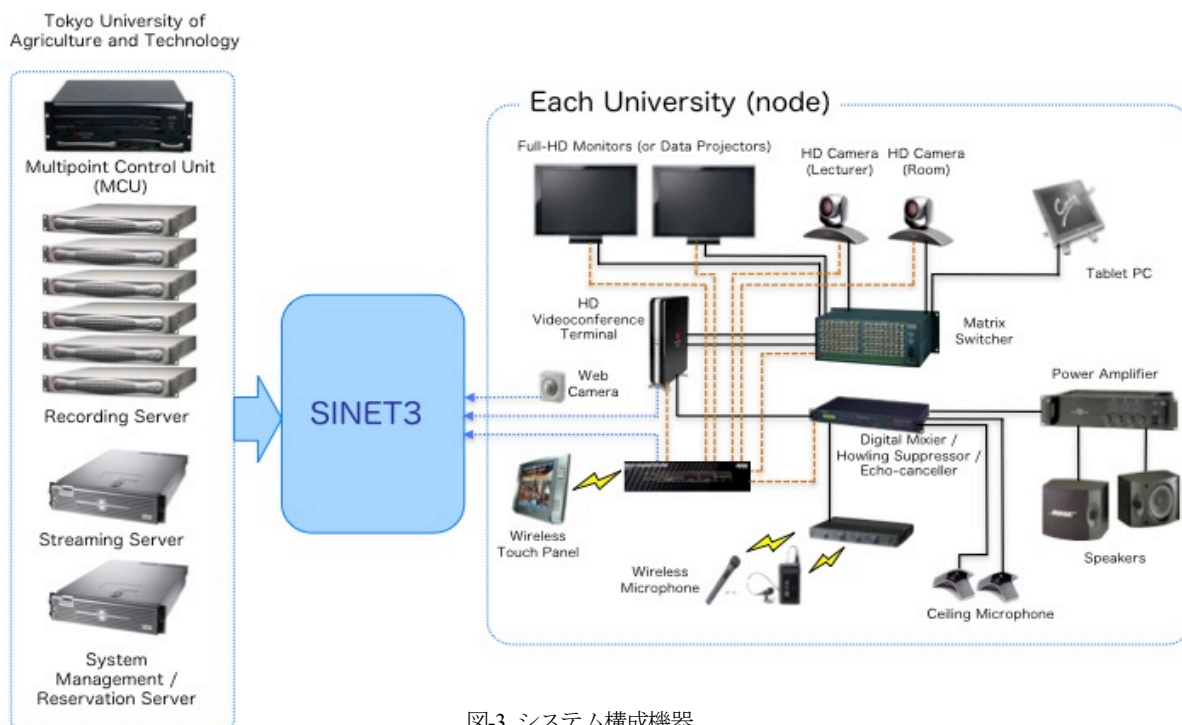 Tokyo University of
Agriculture and Technology
Multipoint Control Unit
(MCU)
Recording Server
Streaming Server
System
Management /
Reservation Server
SINET3
Each University (node)
Full-HD Monitors (or Data Projectors)
HD Camera
(Lecturer)
HD Camera
(Room)
Tablet PC
HD
Videoconference
Terminal
Matrix
Switcher
Web
Camera
Power Amplifier
Digital Mixier /
Howling Suppressor /
Echo-canceller
Wireless
Touch Panel
Wireless
Microphone
BOSE
Speakers
Ceiling Microphone
図-3 システム構成機器